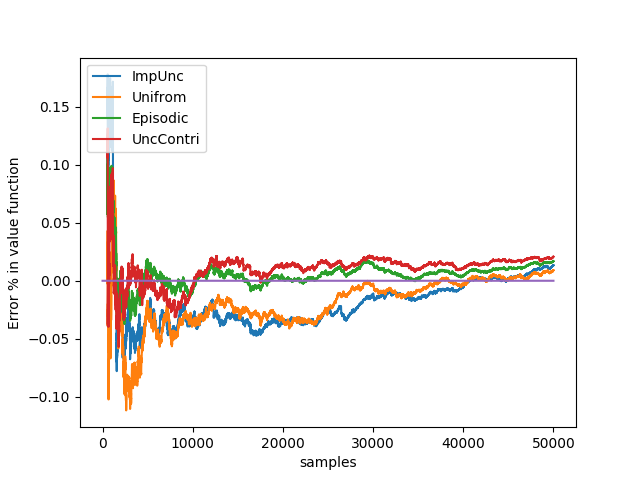 ImpUnc
Unifrom
Episodic
UncContri
0.15
0.10
0.05
0.00
−0.05
−0.10
Error % in value function
0 10000 20000 30000 40000 50000
samples